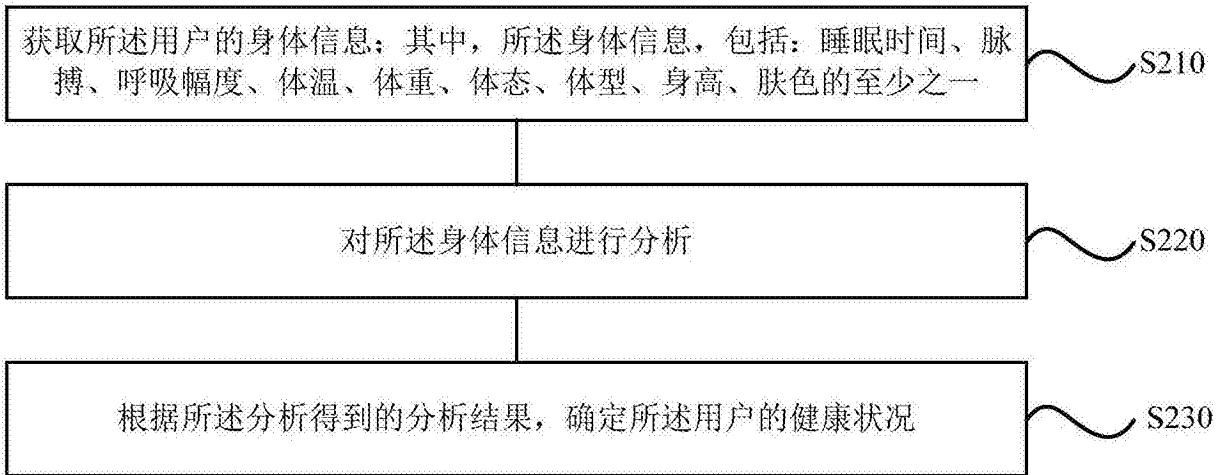 获取所述用户的身体信息；其中，所述身体信息，包括：睡眠时间、脉
搏、呼吸幅度、体温、体重、体态、体型、身高、肤色的至少之一
S210
对所述身体信息进行分析
S220
根据所述分析得到的分析结果，确定所述用户的健康状况
S230